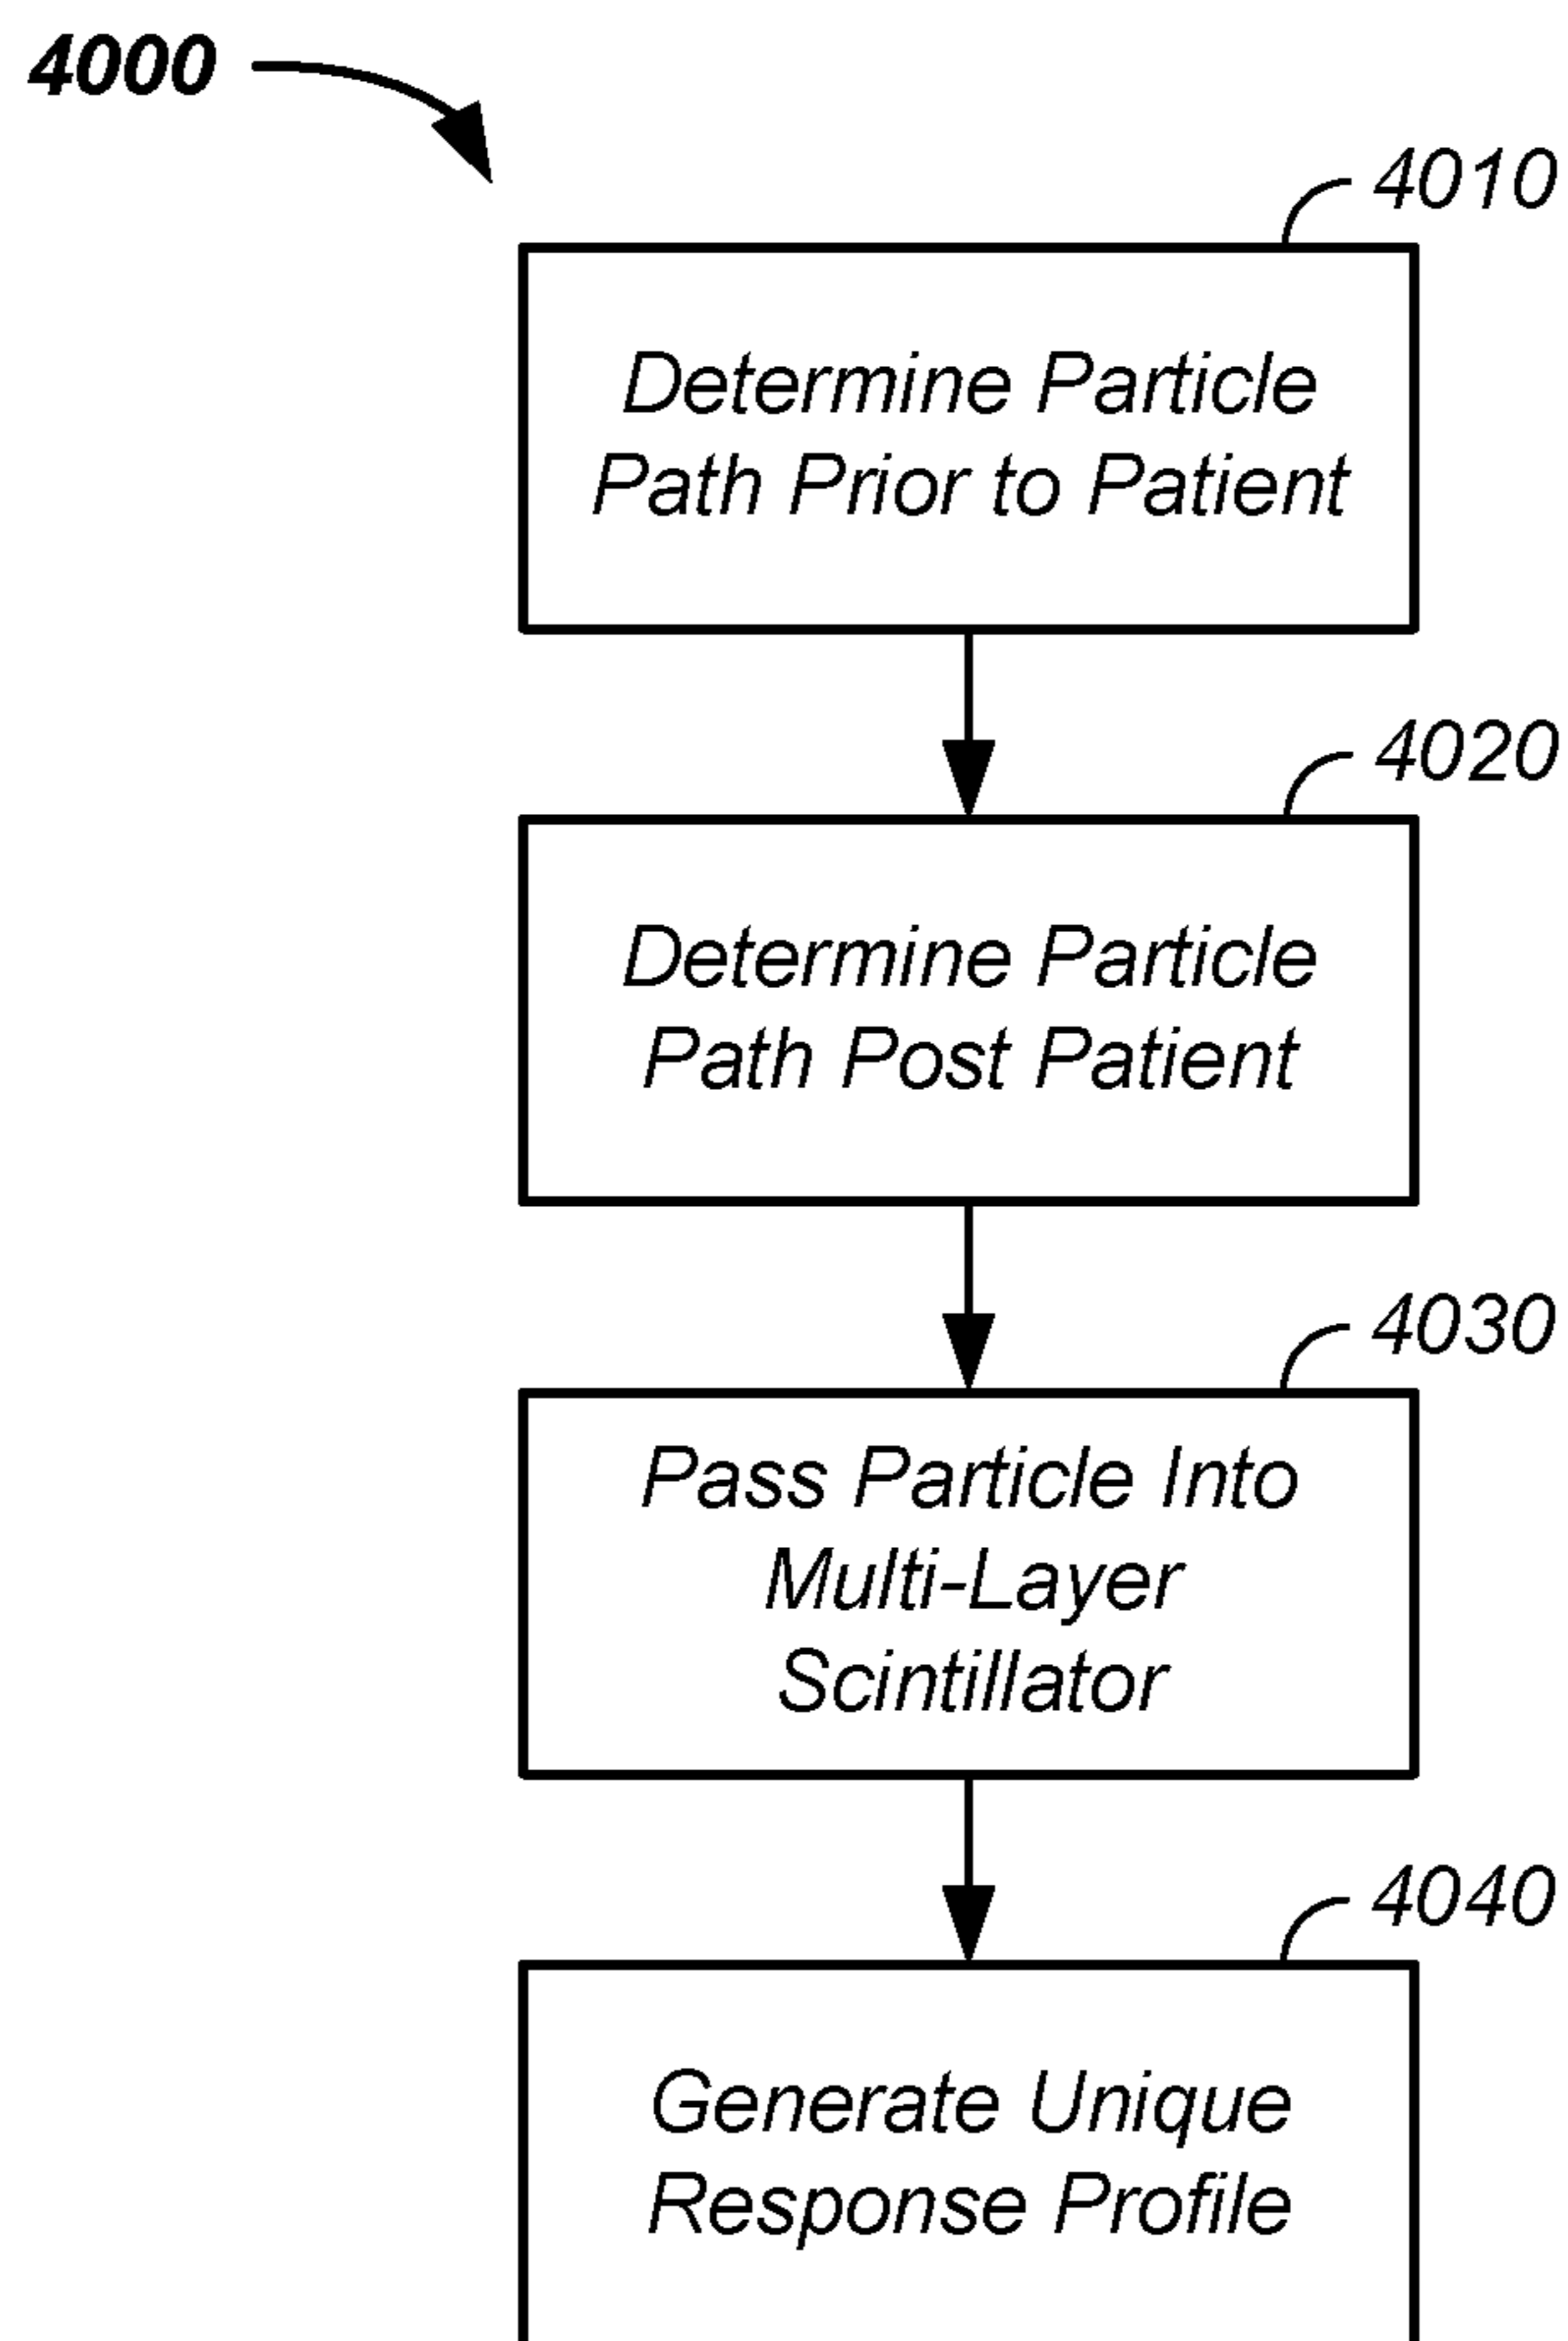 4000
4010
Determine Particle
Path Prior to Patient
4020
Determine Particle
Path Post Patient
4030
Pass Particle Into
Multi-Layer
Scintillator
4040
Generate Unique
Response Profile